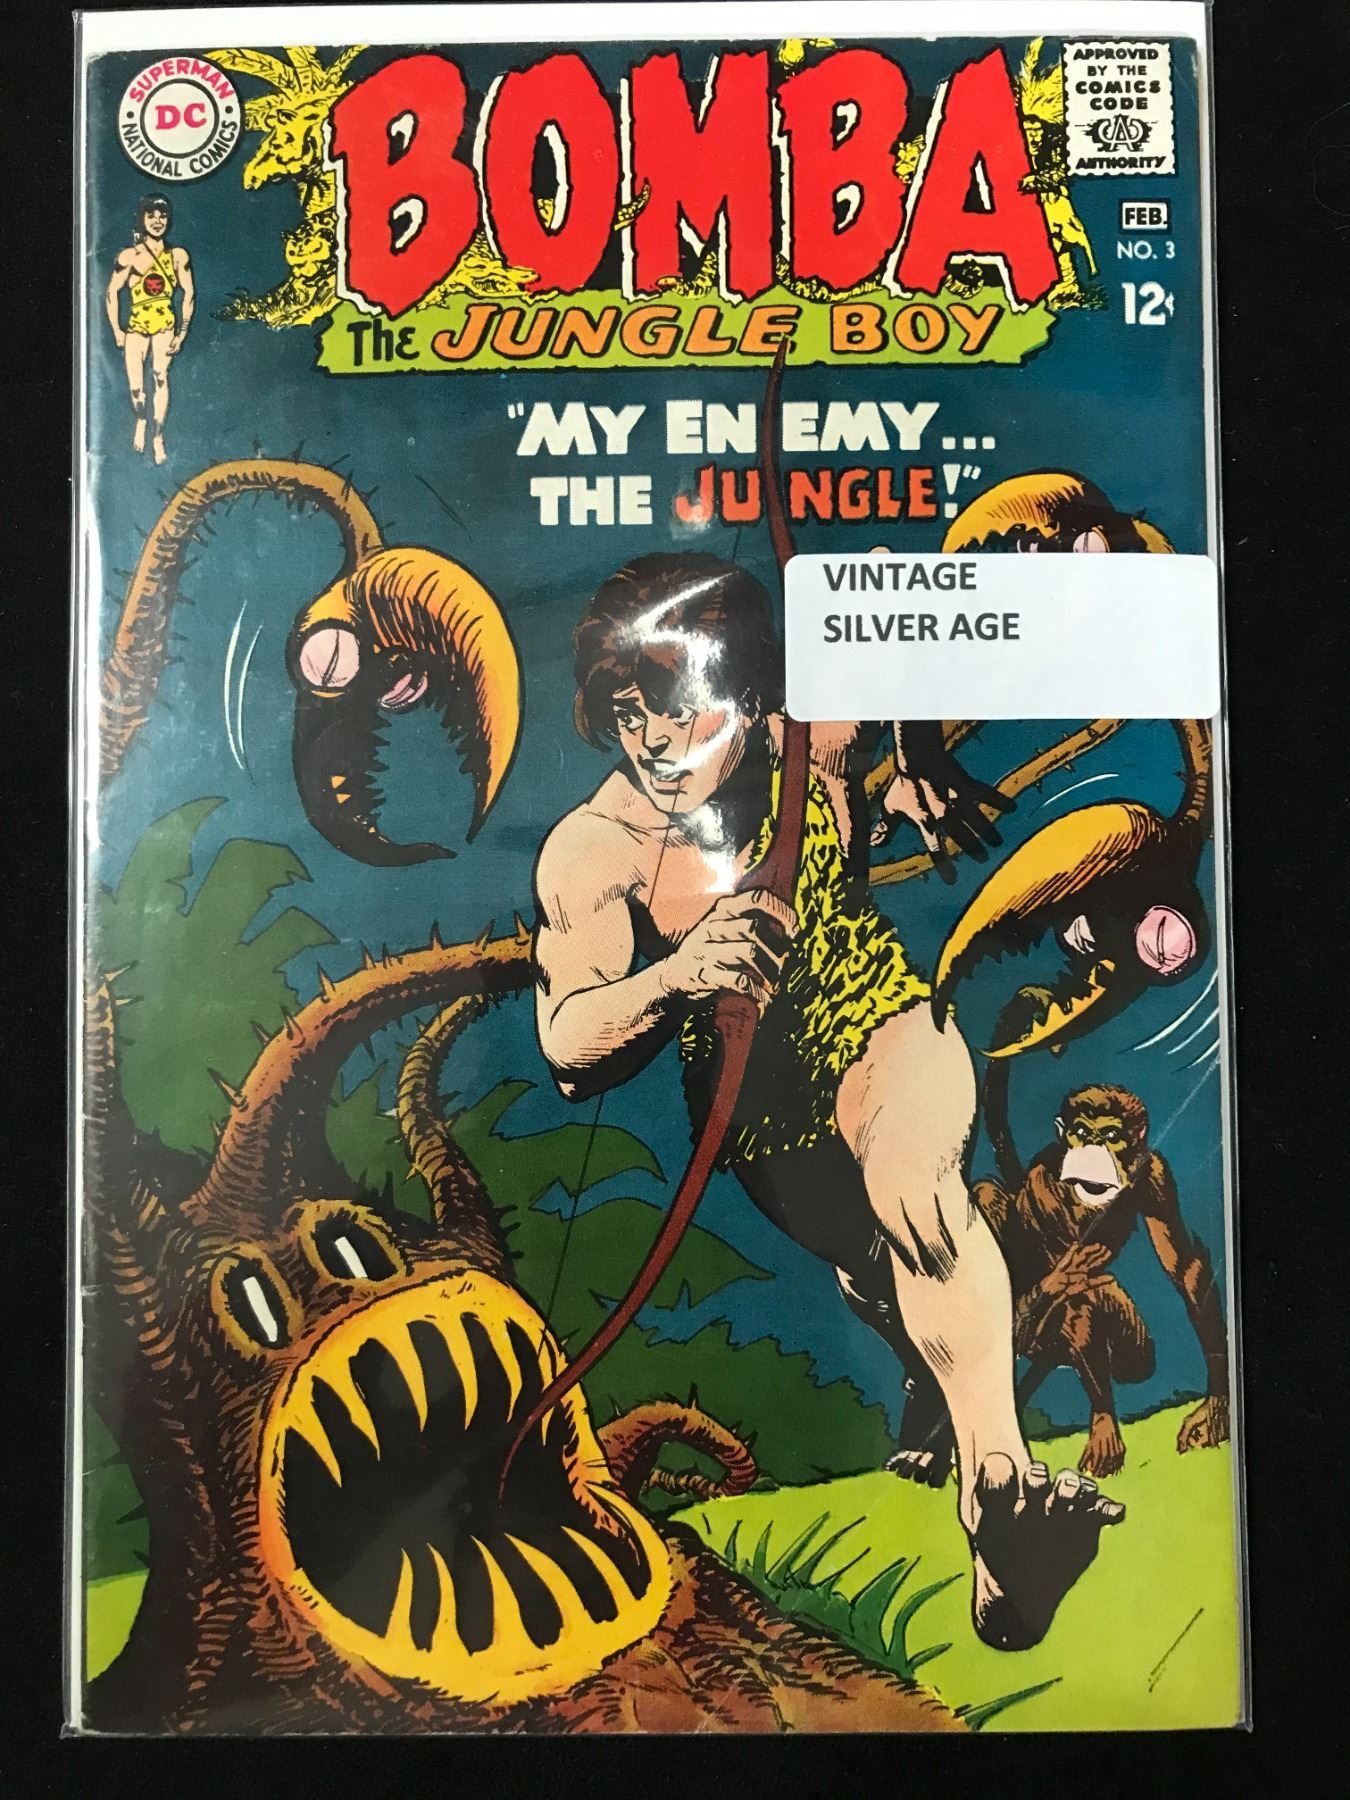 SUPERMAN
DC
NATIONAL COMICS
BOMBA
The JUNGLE BOY
APPROVED
BY THE
COMICS
CODE
CA
AUTHORITY
FEB.
NO. 3
12¢
"MY ENEMY...
THE JUNGLE!"
VINTAGE
SILVER AGE